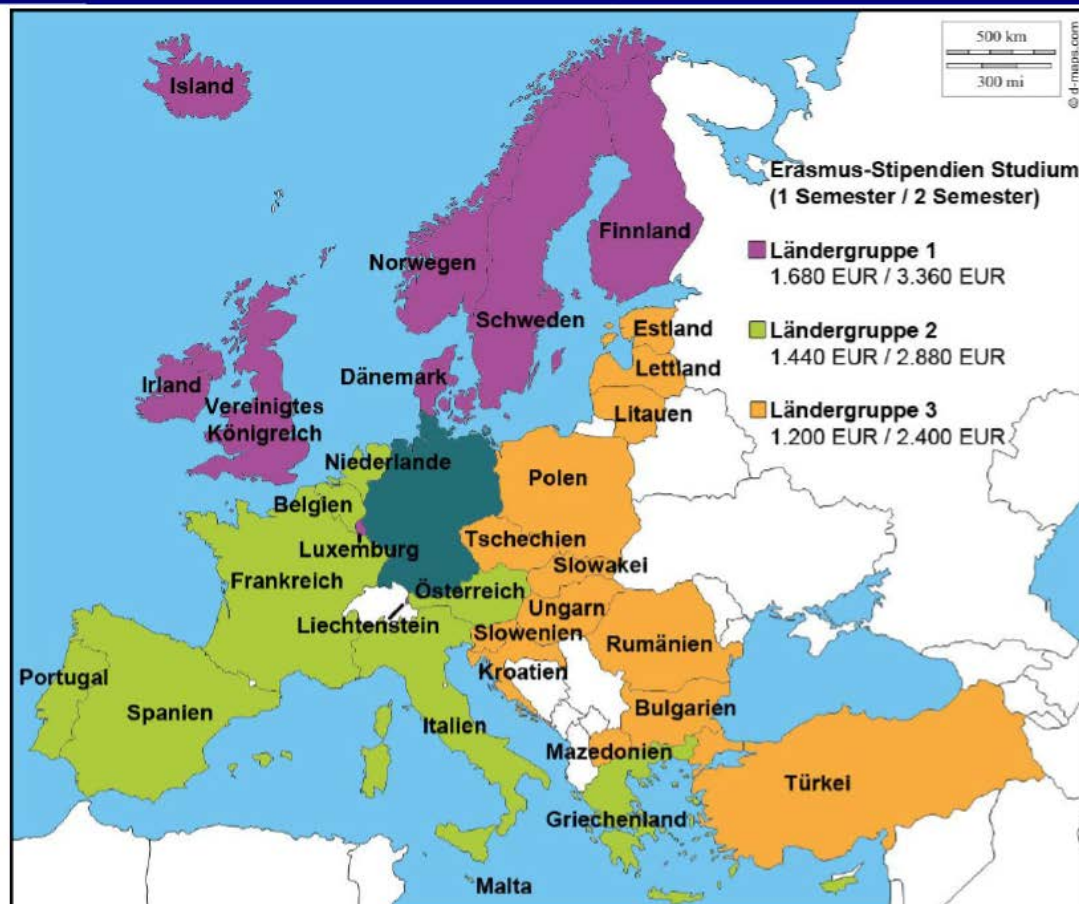 500 km
300 mi
© d-maps.com
Island
Erasmus-Stipendien Studium
(1 Semester / 2 Semester)
Finnland
Norwegen
Ländergruppe 1
1.680 EUR / 3.360 EUR
Schweden
Estland
Ländergruppe 2
1.440 EUR / 2.880 EUR
Lettland
Dänemark
Irland
Vereinigtes
Königreich
Litauen
Ländergruppe 3
1.200 EUR / 2.400 EUR
Niederlande
Polen
Belgien
Tschechien
Luxemburg
Slowakei
Frankreich
Österreich
Ungarn
Liechtenstein
Slowenien
Rumänien
Kroatien
Portugal
Spanien
Italien
Bulgarien
Mazedonien
Türkei
Griechenland
Malta